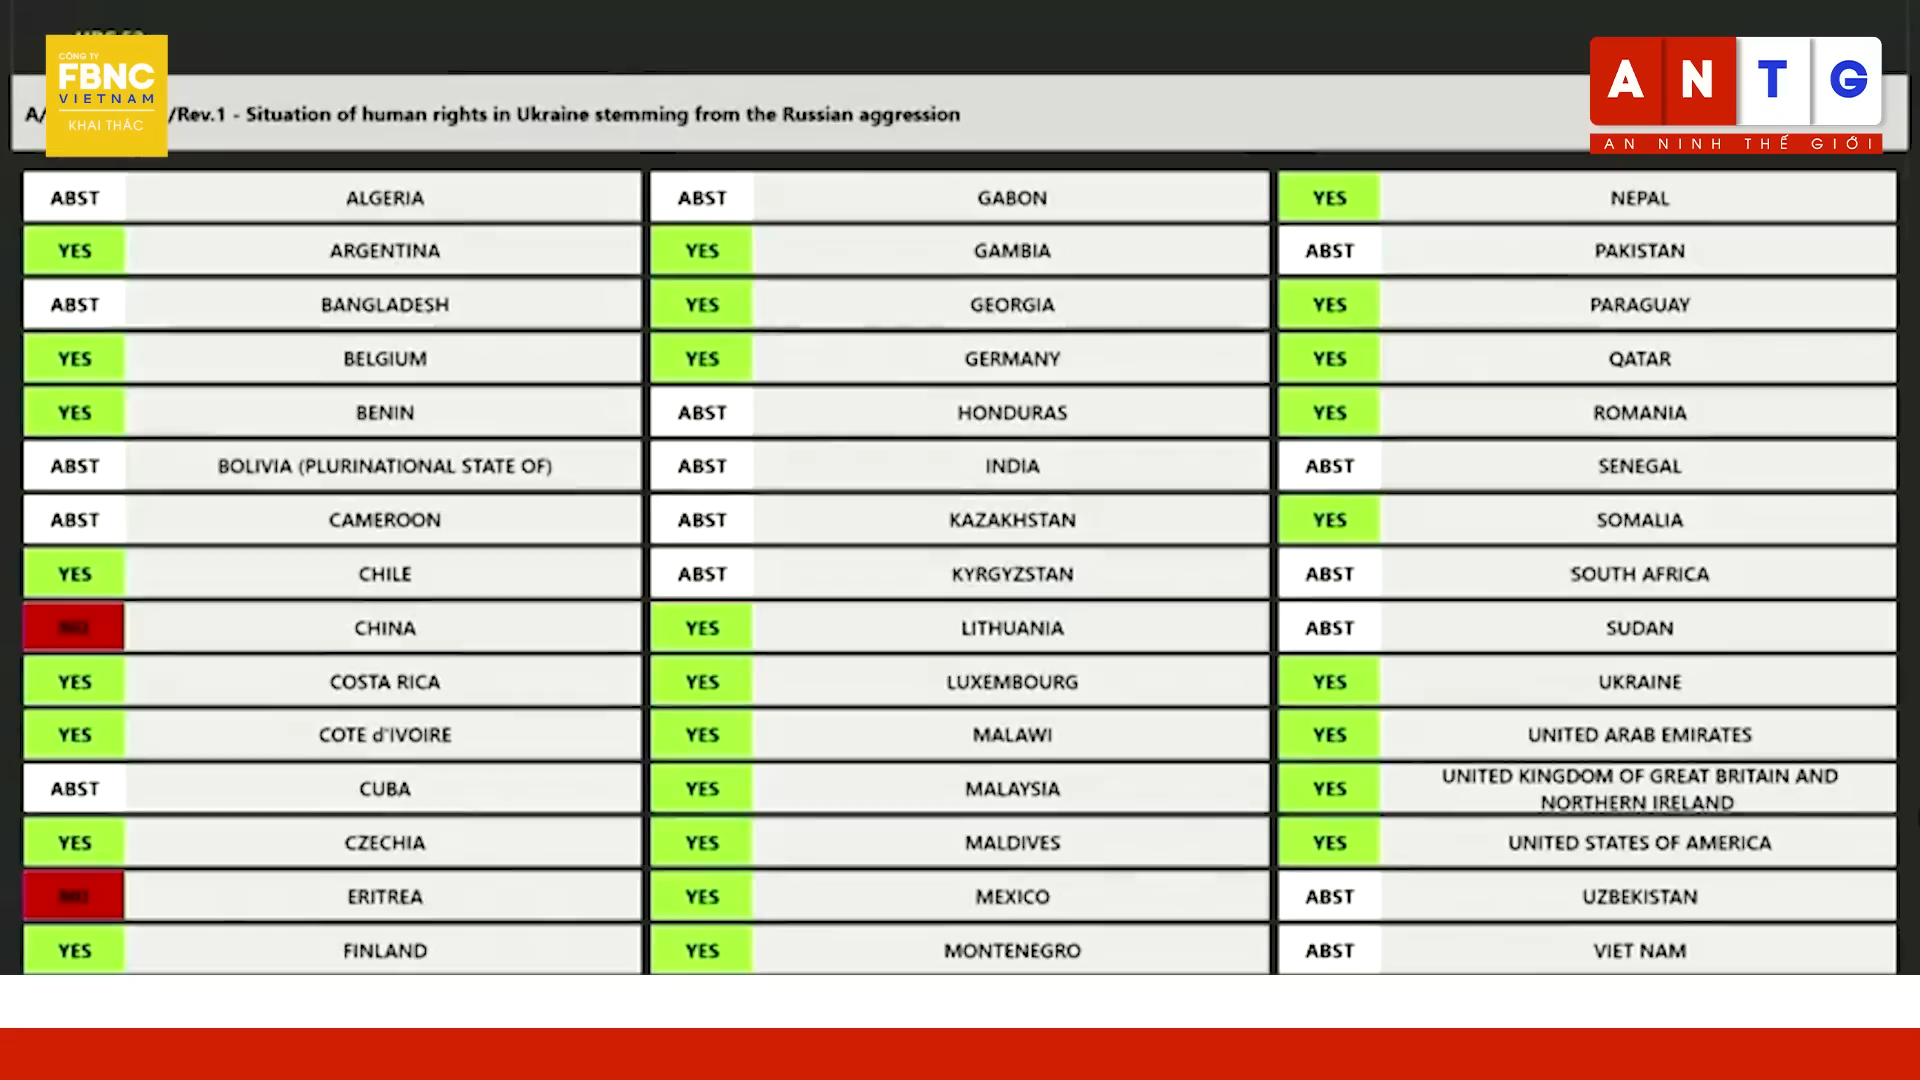 CÔNG TY
FBNC
VIETNAM
KHAI THÁC
A/
/Rev.1 - Situation of human rights in Ukraine stemming from the Russian aggression
A N T G
AN NINH THẾ GIỚI
ABST ALGERIA ABST GABON YES NEPAL
YES ARGENTINA YES GAMBIA ABST PAKISTAN
ABST BANGLADESH YES GEORGIA YES PARAGUAY
YES BELGIUM YES GERMANY YES QATAR
YES BENIN ABST HONDURAS YES ROMANIA
ABST BOLIVIA (PLURINATIONAL STATE OF) ABST INDIA ABST SENEGAL
ABST CAMEROON ABST KAZAKHSTAN YES SOMALIA
YES CHILE ABST KYRGYZSTAN ABST SOUTH AFRICA
NO CHINA YES LITHUANIA ABST SUDAN
YES COSTA RICA YES LUXEMBOURG YES UKRAINE
YES COTE d'IVOIRE YES MALAWI YES UNITED ARAB EMIRATES
ABST CUBA YES MALAYSIA YES UNITED KINGDOM OF GREAT BRITAIN AND
NORTHERN IRELAND
YES CZECHIA YES MALDIVES YES UNITED STATES OF AMERICA
NO ERITREA YES MEXICO ABST UZBEKISTAN
YES FINLAND YES MONTENEGRO ABST VIET NAM